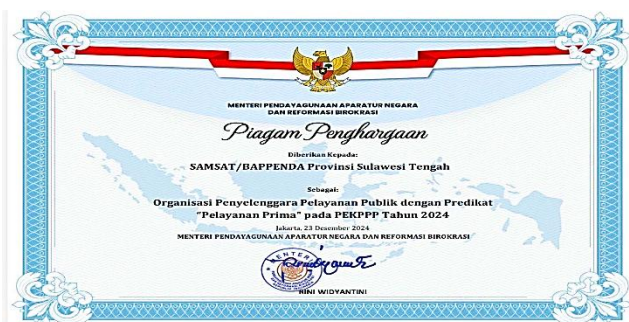 MENTERI PENDAYAGUNAAN APARATUR NEGARA
DAN REFORMASI BIROKRASI
Piagam Penghargaan
Diberikan Kepada:
SAMSAT/BAPPENDA Provinsi Sulawesi Tengah
Sebagai:
Organisasi Penyelenggara Pelayanan Publik dengan Predikat
"Pelayanan Prima" pada PEKPPP Tahun 2024
Jakarta, 23 Desember 2024
MENTERI PENDAYAGUNAAN APARATUR NEGARA DAN REFORMASI BIROKRASI
MENTERI
RINI WIDYANTINI